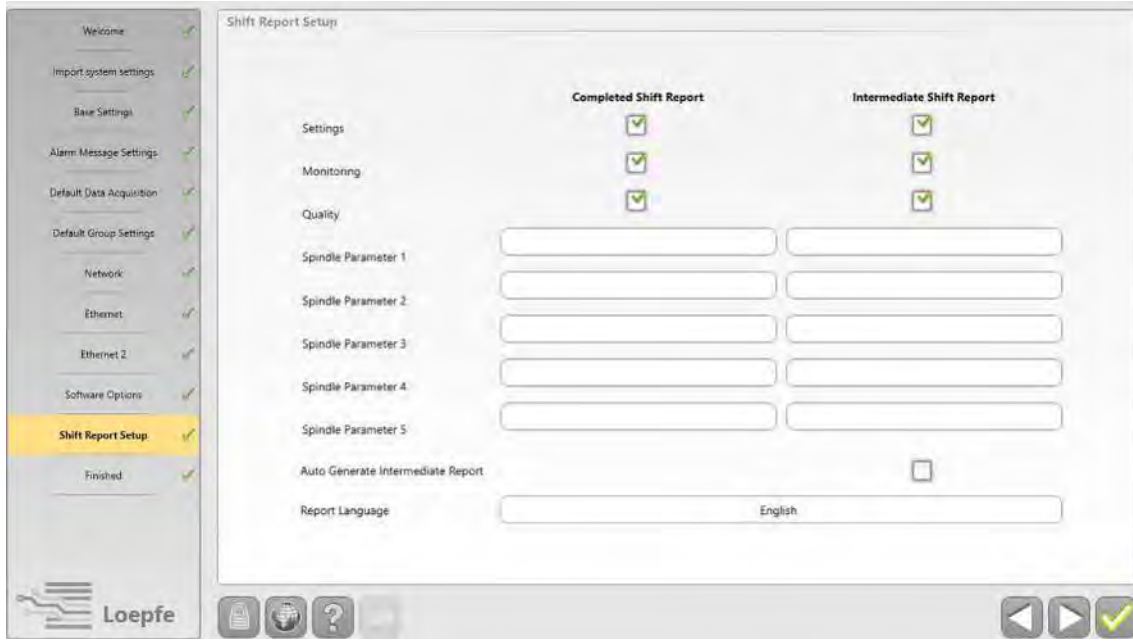 Welcome
Import system settings
Base Settings
Alarm Message Settings
Default Data Acquisition
Default Group Settings
Network
Ethernet
Ethernet 2
Software Options
Shift Report Setup
Finished
Loepfe
Shift Report Setup
Completed Shift Report Intermediate Shift Report
Settings
Monitoring
Quality
Spindle Parameter 1
Spindle Parameter 2
Spindle Parameter 3
Spindle Parameter 4
Spindle Parameter 5
Auto Generate Intermediate Report
Report Language English